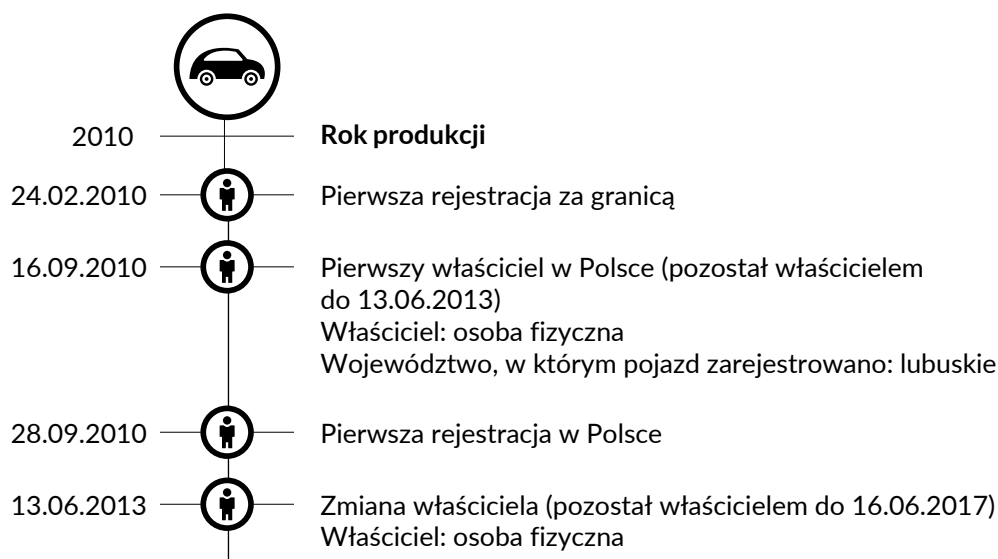 2010 Rok produkcji
24.02.2010 Pierwsza rejestracja za granicą
16.09.2010 Pierwszy właściciel w Polsce (pozostał właścicielem
do 13.06.2013)
Właściciel: osoba fizyczna
Województwo, w którym pojazd zarejestrowano: lubuskie
28.09.2010 Pierwsza rejestracja w Polsce
13.06.2013 Zmiana właściciela (pozostał właścicielem do 16.06.2017)
Właściciel: osoba fizyczna